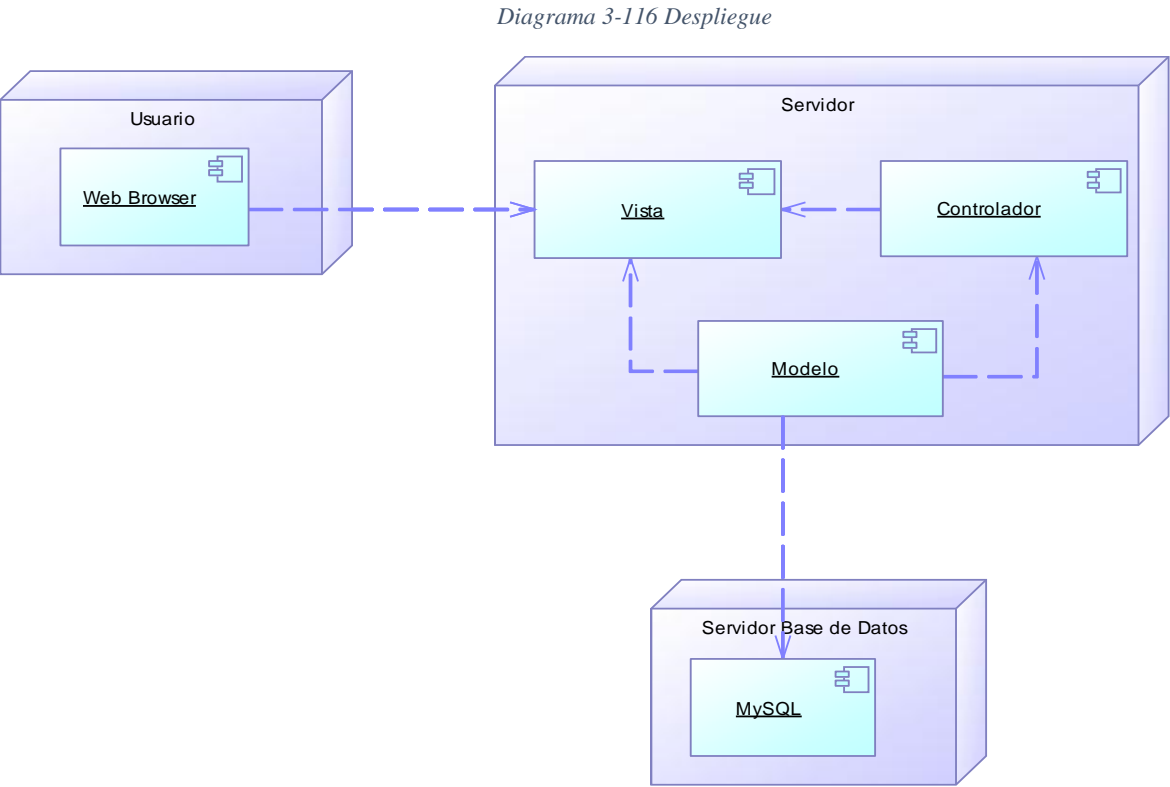 Diagrama 3-116 Despliegue
Usuario
Web Browser
Servidor
Vista
Controlador
Modelo
Servidor Base de Datos
MySQL